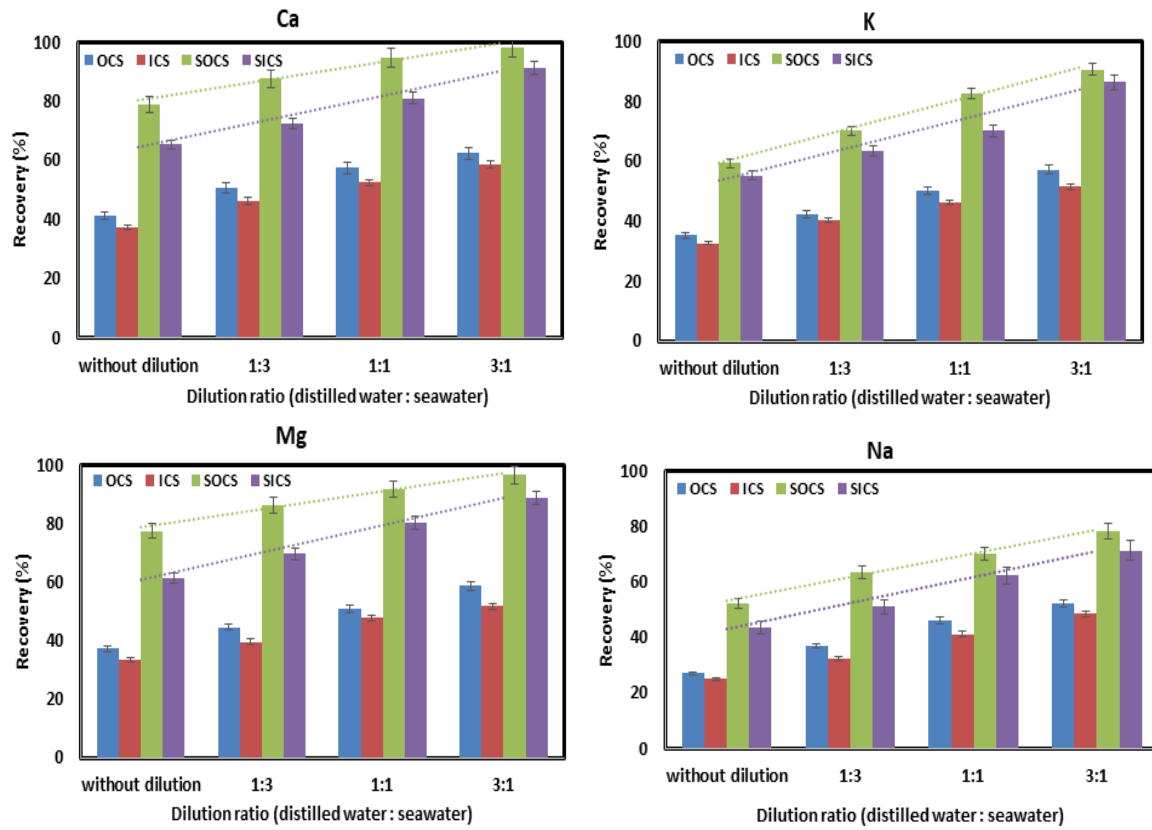 Ca
Recovery (%)
100
80
60
40
20
0
OCS ICS SOCS SICS
without dilution 1:3 1:1 3:1
Dilution ratio (distilled water : seawater)
K
Recovery (%)
100
80
60
40
20
0
OCS ICS SOCS SICS
without dilution 1:3 1:1 3:1
Dilution ratio (distilled water : seawater)
Mg
Recovery (%)
100
80
60
40
20
0
OCS ICS SOCS SICS
without dilution 1:3 1:1 3:1
Dilution ratio (distilled water : seawater)
Na
Recovery (%)
100
80
60
40
20
0
OCS ICS SOCS SICS
without dilution 1:3 1:1 3:1
Dilution ratio (distilled water : seawater)